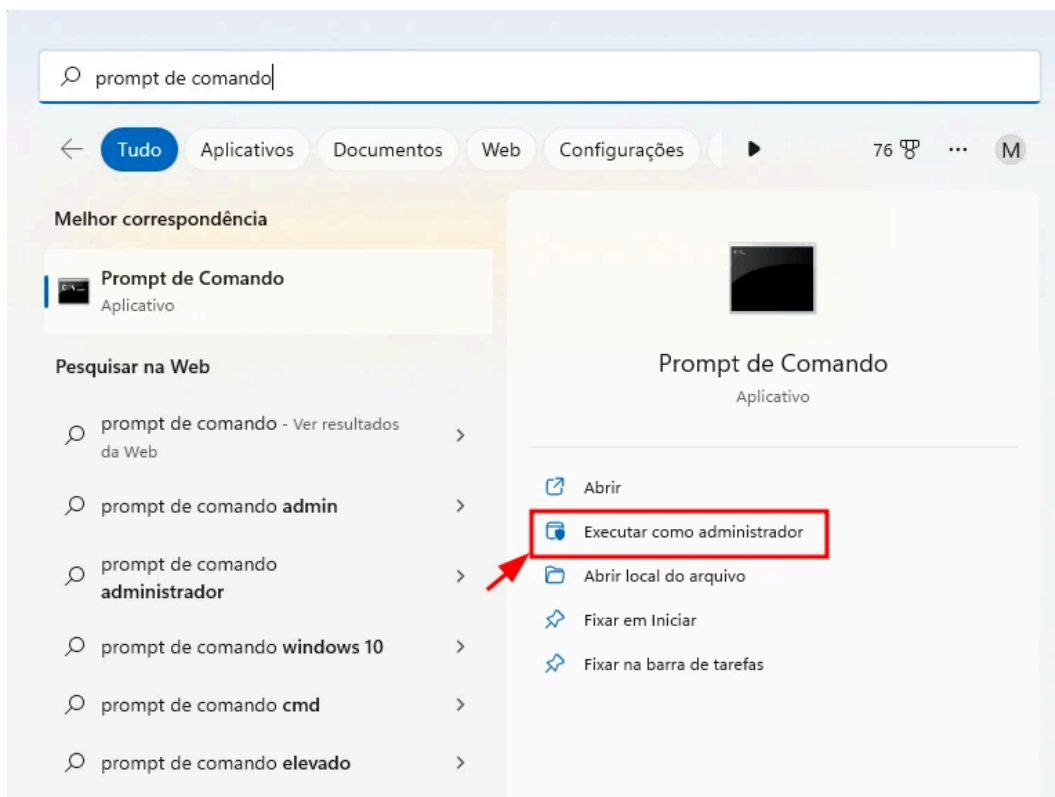 prompt de comando
Tudo Aplicativos Documentos Web Configurações 76 M
Melhor correspondência
Prompt de Comando
Aplicativo
Pesquisar na Web
prompt de comando - Ver resultados
da Web
prompt de comando admin
prompt de comando
administrador
prompt de comando windows 10
prompt de comando cmd
prompt de comando elevado
Prompt de Comando
Aplicativo
Abrir
Executar como administrador
Abrir local do arquivo
Fixar em Iniciar
Fixar na barra de tarefas